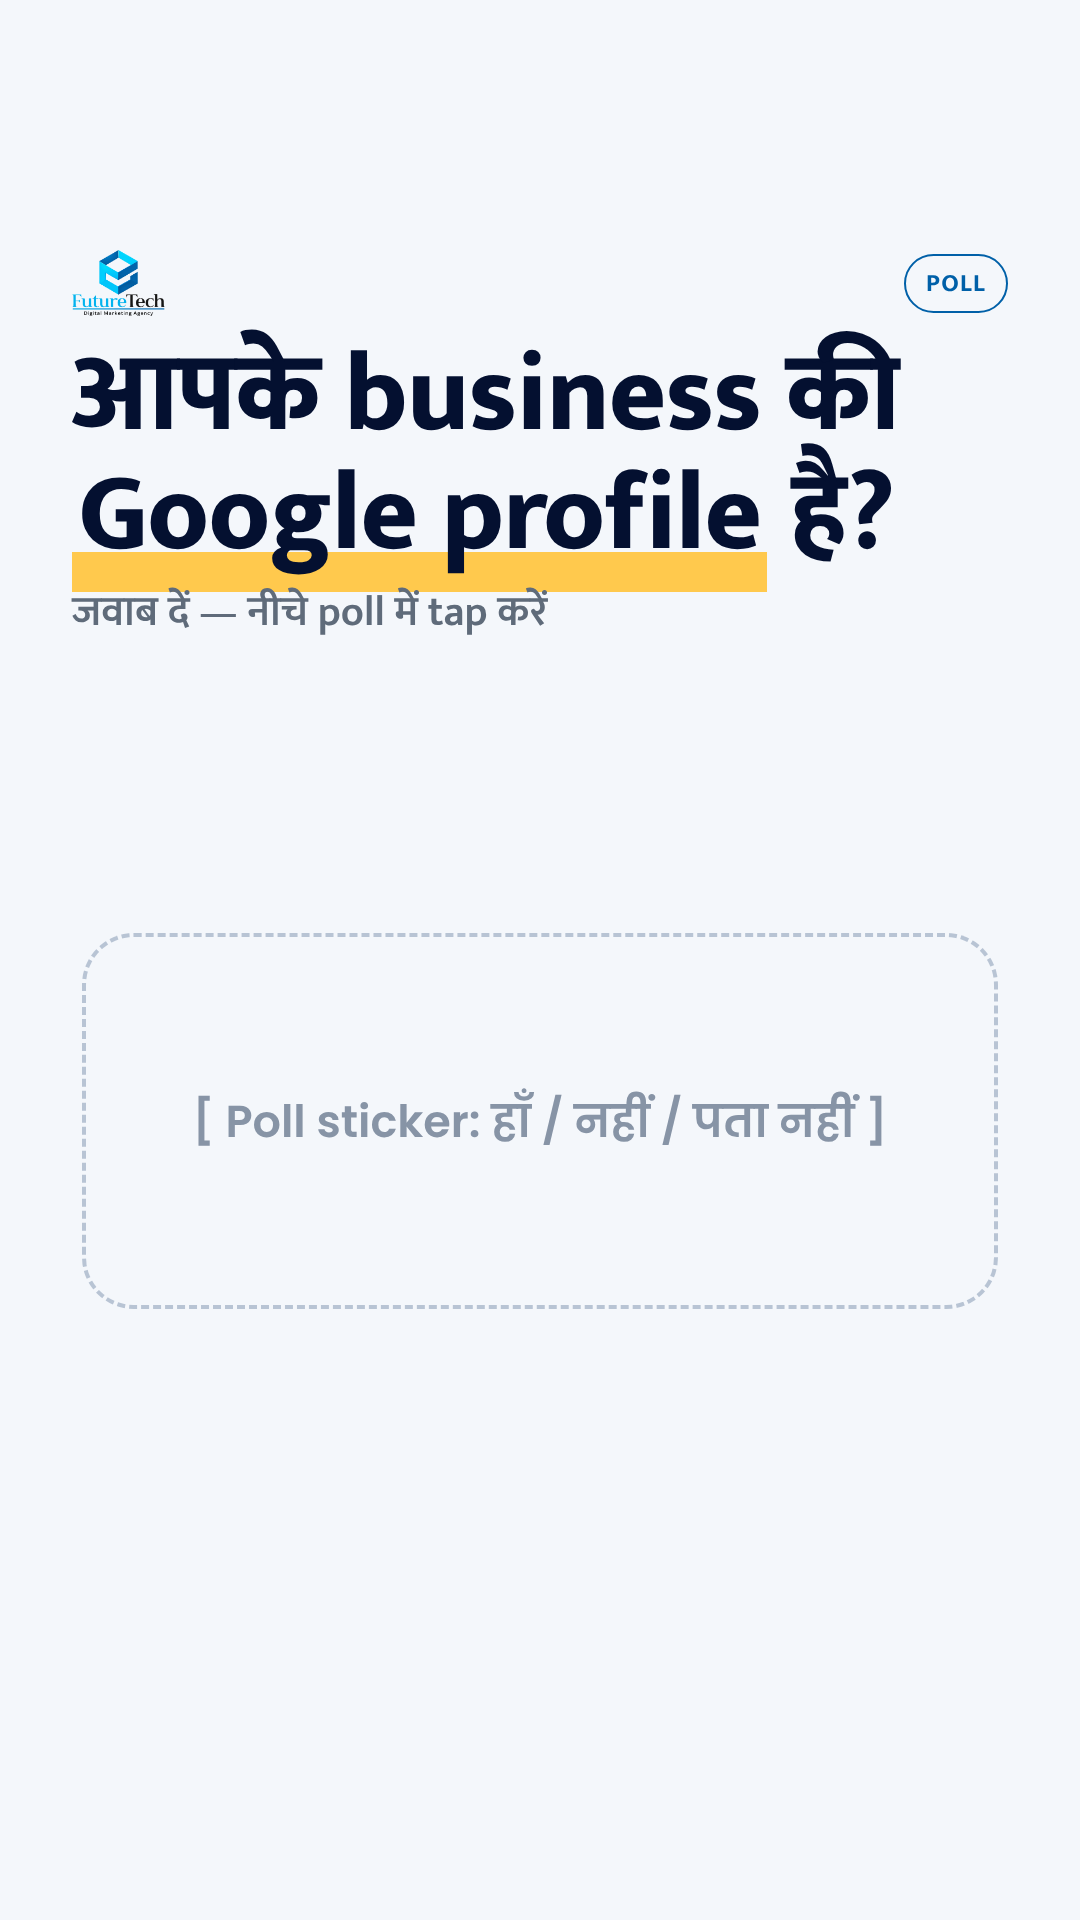 FutureTech
Digital Marketing Agency
POLL
आपके business की
Google profile है?
जवाब दें — नीचे poll में tap करें
[ Poll sticker: हाँ / नहीं / पता नहीं ]